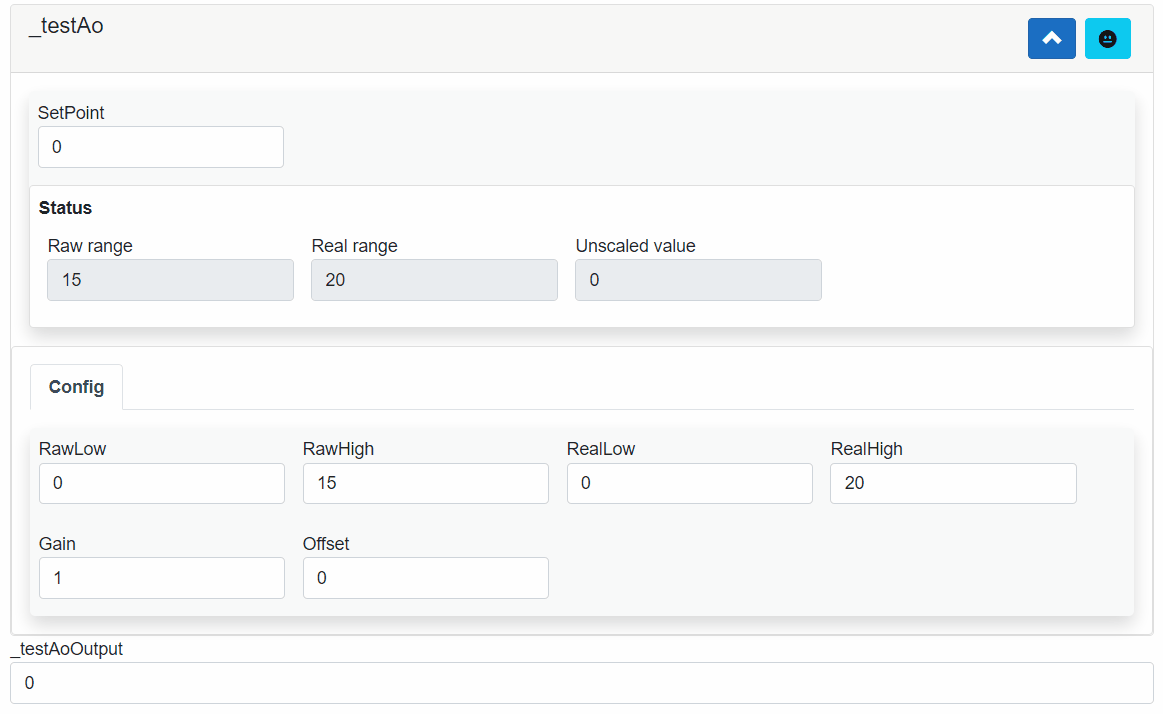 _testAo
SetPoint
0
Status
Raw range Real range Unscaled value
15 20 0
Config
RawLow RawHigh RealLow RealHigh
0 15 0 20
Gain Offset
1 0
_testAoOutput
0